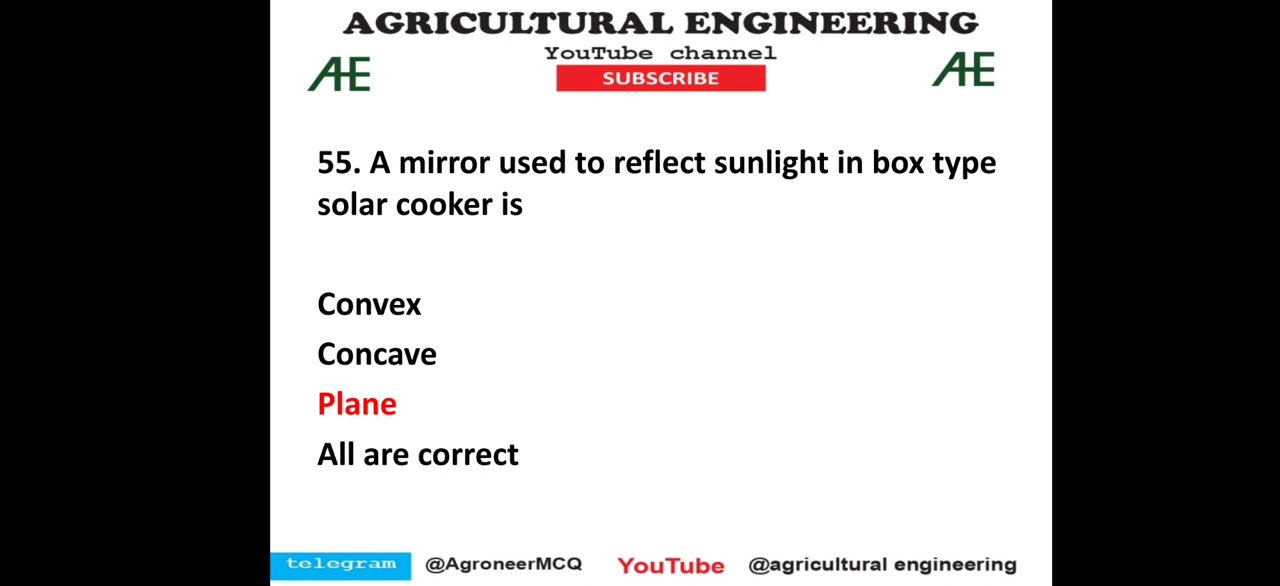 AGRICULTURAL ENGINEERING
YouTube channel
AE SUBSCRIBE AE
55. A mirror used to reflect sunlight in box type
solar cooker is
Convex
Concave
Plane
All are correct
telegram @AgroneerMCQ YouTube @agricultural engineering